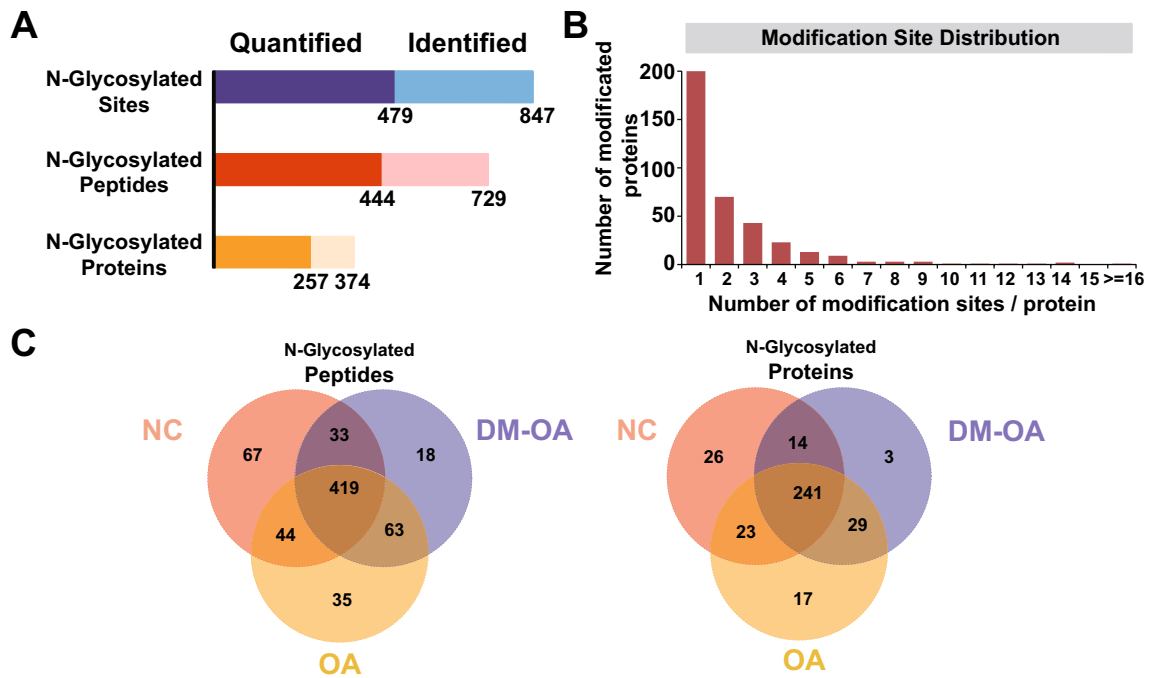 A
Quantified
Identified
N-Glycosylated
Sites
479
847
N-Glycosylated
Peptides
444
729
N-Glycosylated
Proteins
257
374
B
Modification Site Distribution
Number of modificated
proteins
200
150
100
50
0
1 2 3 4 5 6 7 8 9 10 11 12 13 14 15 >=16
Number of modification sites / protein
C
N-Glycosylated
Peptides
NC
DM-OA
33
67
18
419
44
63
35
OA
N-Glycosylated
Proteins
NC
DM-OA
14
26
3
241
23
29
17
OA